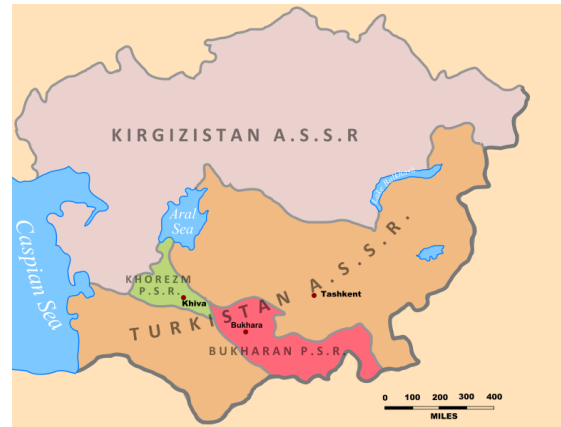 KIRGIZISTAN A.S.S.R
Lake Balkhash
Aral
Sea
Caspian Sea
TURKISTAN A.S.S.R.
KHOREZM
P.S.R.
Khiva
Tashkent
Bukhara
BUKHARAN P.S.R.
0 100 200 300 400
MILES